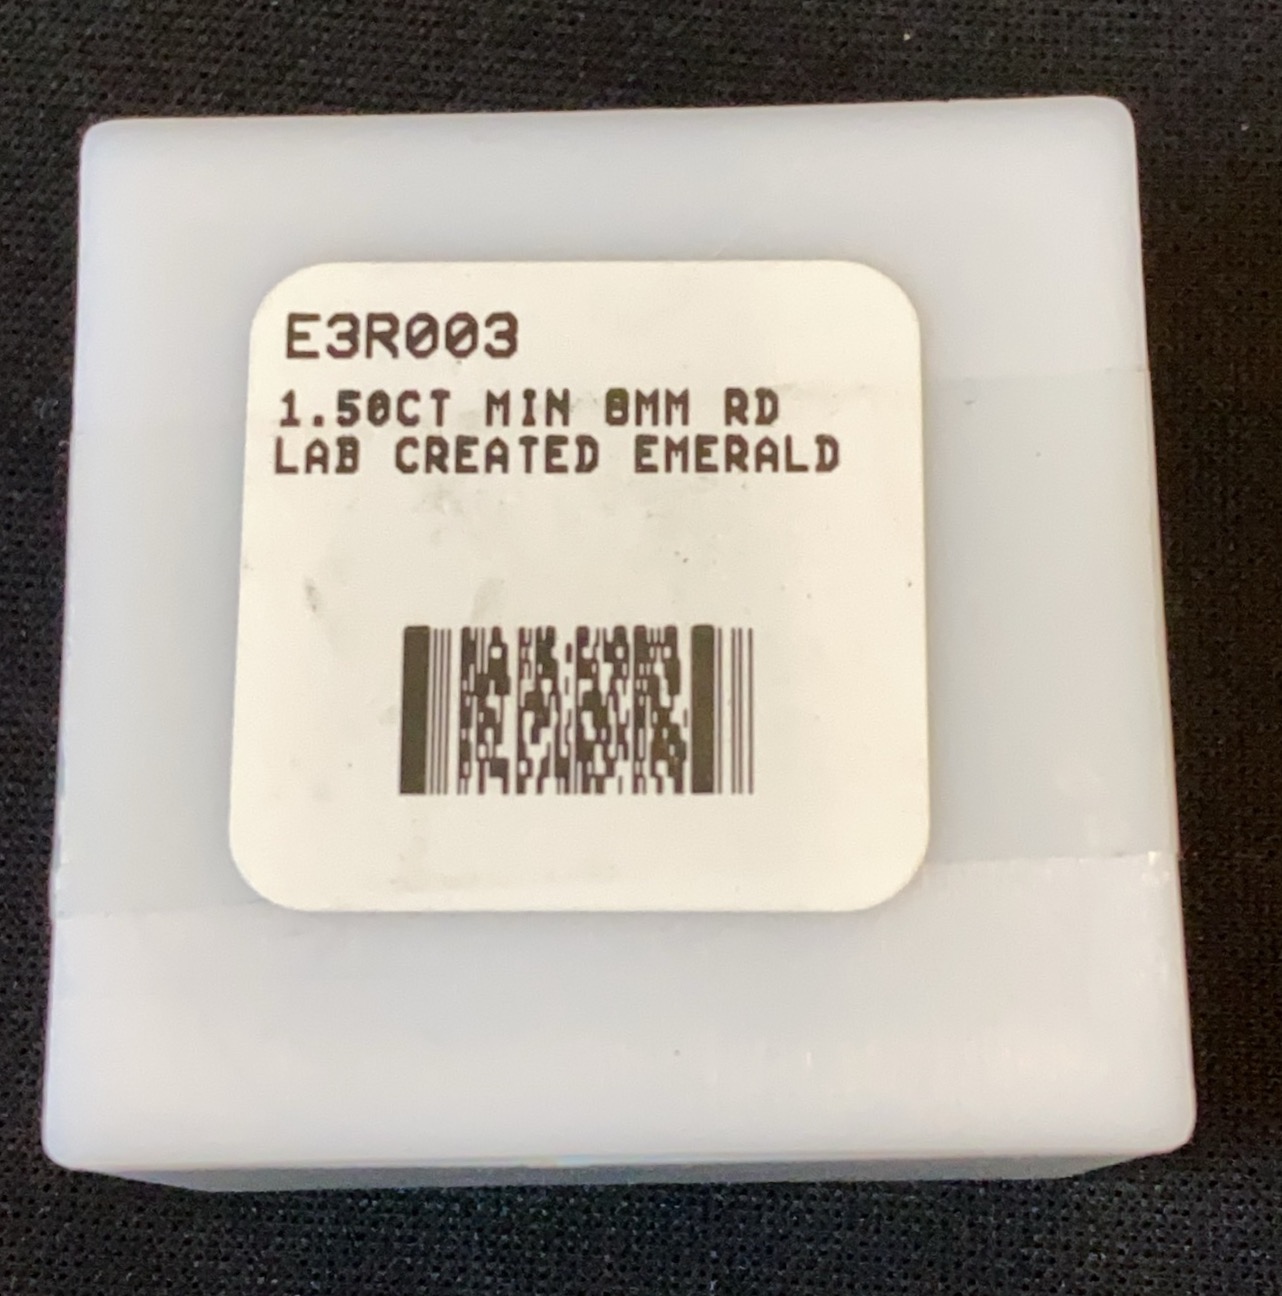 E3R003
1.50CT MIN 8MM RD
LAB CREATED EMERALD